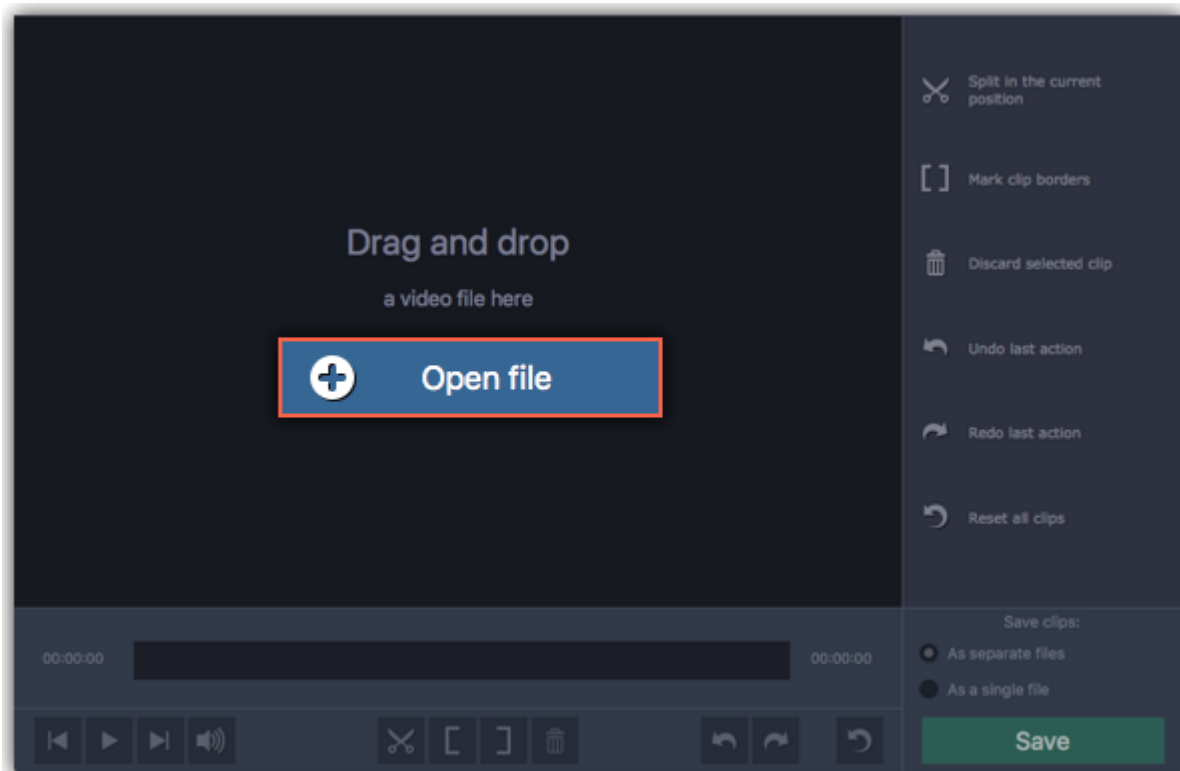 Drag and drop
a video file here
Open file
Split in the current
position
Mark clip borders
Discard selected clip
Undo last action
Redo last action
Reset all clips
00:00:00
00:00:00
Save clips:
As separate files
As a single file
Save